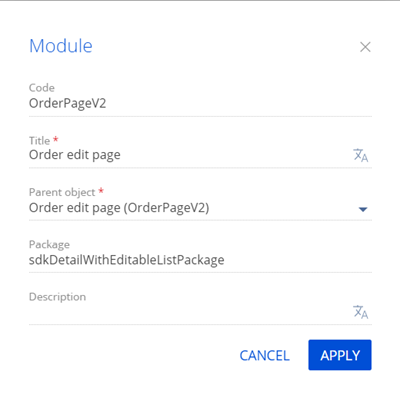 Module
Code
OrderPageV2
Title *
Order edit page
Parent object *
Order edit page (OrderPageV2)
Package
sdkDetailWithEditableListPackage
Description
CANCEL
APPLY